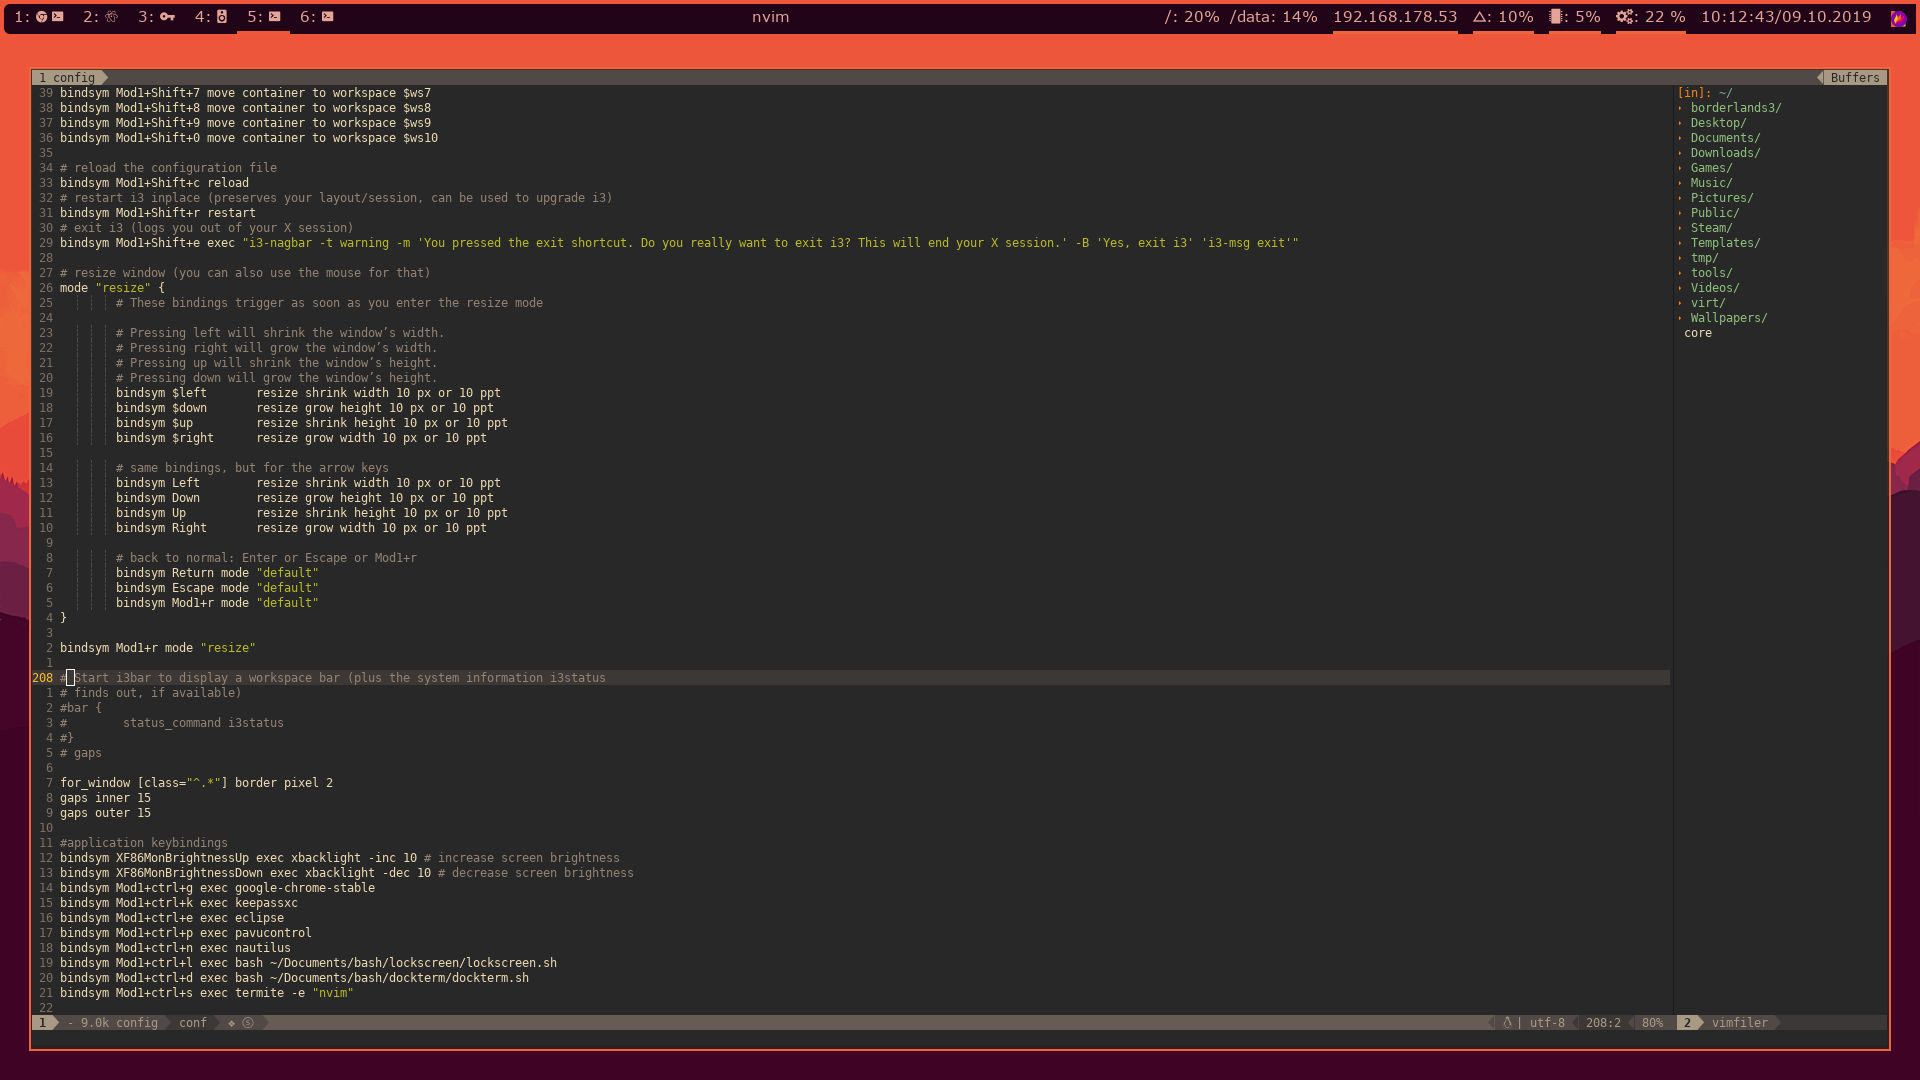 1: 2: 3: 4: 5: 6: nvim /: 20% /data: 14% 192.168.178.53 : 10% : 5% : 22 % 10:12:43/09.10.2019
1 config Buffers
39 bindsym Mod1+Shift+7 move container to workspace $ws7
38 bindsym Mod1+Shift+8 move container to workspace $ws8
37 bindsym Mod1+Shift+9 move container to workspace $ws9
36 bindsym Mod1+Shift+0 move container to workspace $ws10
35
34 # reload the configuration file
33 bindsym Mod1+Shift+c reload
32 # restart i3 inplace (preserves your layout/session, can be used to upgrade i3)
31 bindsym Mod1+Shift+r restart
30 # exit i3 (logs you out of your X session)
29 bindsym Mod1+Shift+e exec "i3-nagbar -t warning -m 'You pressed the exit shortcut. Do you really want to exit i3? This will end your X session.' -B 'Yes, exit i3' 'i3-msg exit'"
28
27 # resize window (you can also use the mouse for that)
26 mode "resize" {
25 # These bindings trigger as soon as you enter the resize mode
24
23 # Pressing left will shrink the window’s width.
22 # Pressing right will grow the window’s width.
21 # Pressing up will shrink the window’s height.
20 # Pressing down will grow the window’s height.
19 bindsym $left resize shrink width 10 px or 10 ppt
18 bindsym $down resize grow height 10 px or 10 ppt
17 bindsym $up resize shrink height 10 px or 10 ppt
16 bindsym $right resize grow width 10 px or 10 ppt
15
14 # same bindings, but for the arrow keys
13 bindsym Left resize shrink width 10 px or 10 ppt
12 bindsym Down resize grow height 10 px or 10 ppt
11 bindsym Up resize shrink height 10 px or 10 ppt
10 bindsym Right resize grow width 10 px or 10 ppt
9
8 # back to normal: Enter or Escape or Mod1+r
7 bindsym Return mode "default"
6 bindsym Escape mode "default"
5 bindsym Mod1+r mode "default"
4 }
3
2 bindsym Mod1+r mode "resize"
1
208 # Start i3bar to display a workspace bar (plus the system information i3status
1 # finds out, if available)
2 #bar {
3 # status_command i3status
4 #}
5 # gaps
6
7 for_window [class="^.*"] border pixel 2
8 gaps inner 15
9 gaps outer 15
10
11 #application keybindings
12 bindsym XF86MonBrightnessUp exec xbacklight -inc 10 # increase screen brightness
13 bindsym XF86MonBrightnessDown exec xbacklight -dec 10 # decrease screen brightness
14 bindsym Mod1+ctrl+g exec google-chrome-stable
15 bindsym Mod1+ctrl+k exec keepassxc
16 bindsym Mod1+ctrl+e exec eclipse
17 bindsym Mod1+ctrl+p exec pavucontrol
18 bindsym Mod1+ctrl+n exec nautilus
19 bindsym Mod1+ctrl+l exec bash ~/Documents/bash/lockscreen/lockscreen.sh
20 bindsym Mod1+ctrl+d exec bash ~/Documents/bash/dockterm/dockterm.sh
21 bindsym Mod1+ctrl+s exec termite -e "nvim"
22
[in]: ~/
borderlands3/
Desktop/
Documents/
Downloads/
Games/
Music/
Pictures/
Public/
Steam/
Templates/
tmp/
tools/
Videos/
virt/
Wallpapers/
core
1 - 9.0k config conf ❖ ⓢ | utf-8 208:2 80% 2 vimfiler